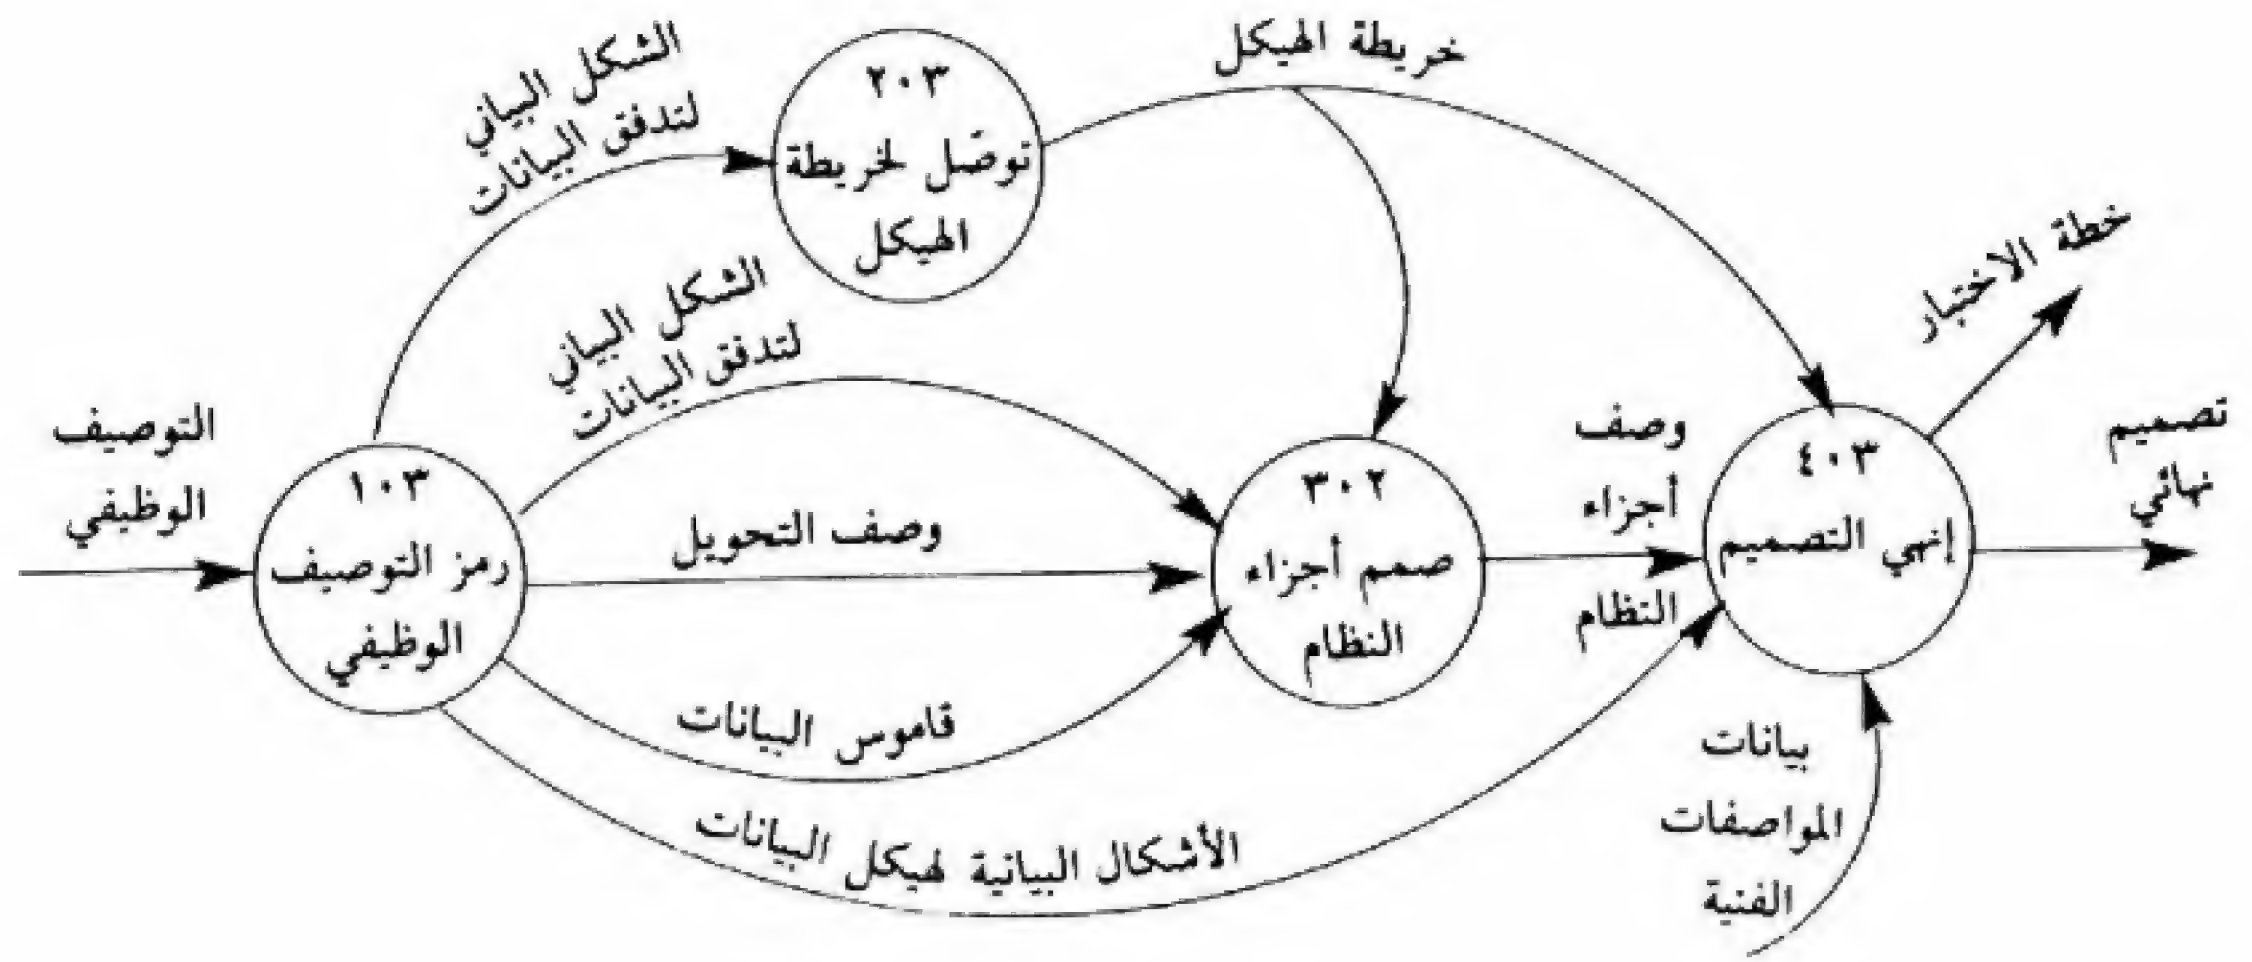 الشكل البياني
لتدفق البيانات
٢٠٣
توصّل لخريطة
الهيكل
خريطة الهيكل
خطة الاختبار
الشكل البياني
لتدفق البيانات
التوصيف
الوظيفي
١٠٣
رمز التوصيف
الوظيفي
وصف التحويل
٣٠٢
صمم أجزاء
النظام
وصف
أجزاء
النظام
٤٠٣
إنهي التصميم
تصميم
نهائي
قاموس البيانات
الأشكال البيانية لهيكل البيانات
بيانات
المواصفات
الفنية